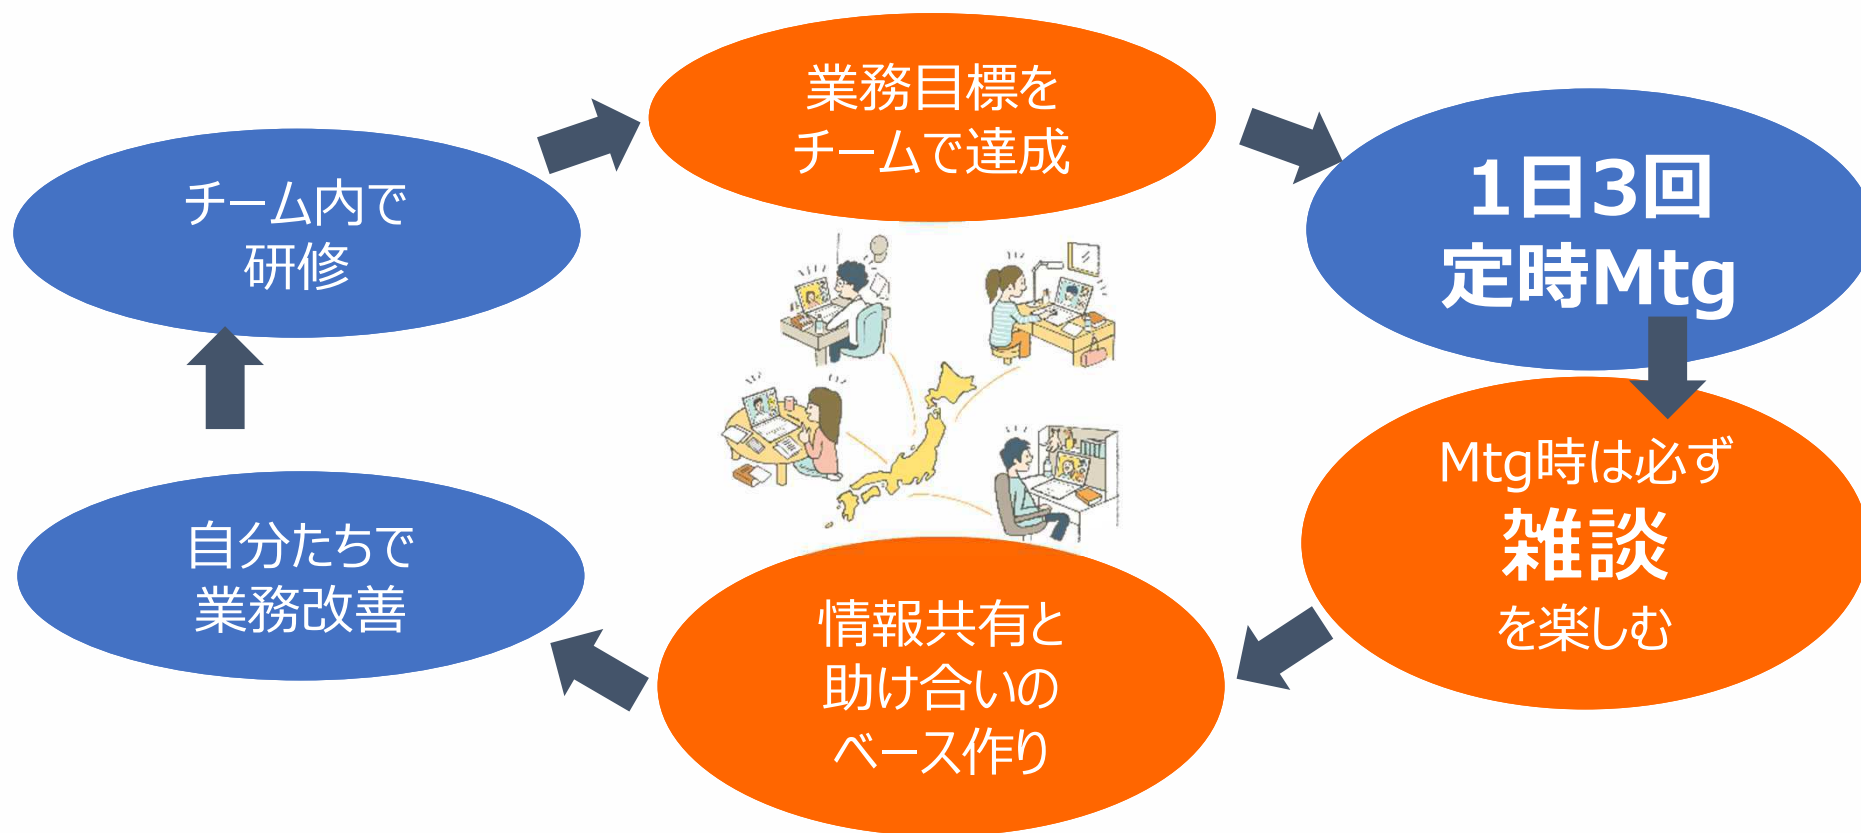 業務目標を
チームで達成
1日3回
定時Mtg
Mtg時は必ず
雑談
を楽しむ
情報共有と
助け合いの
ベース作り
自分たちで
業務改善
チーム内で
研修